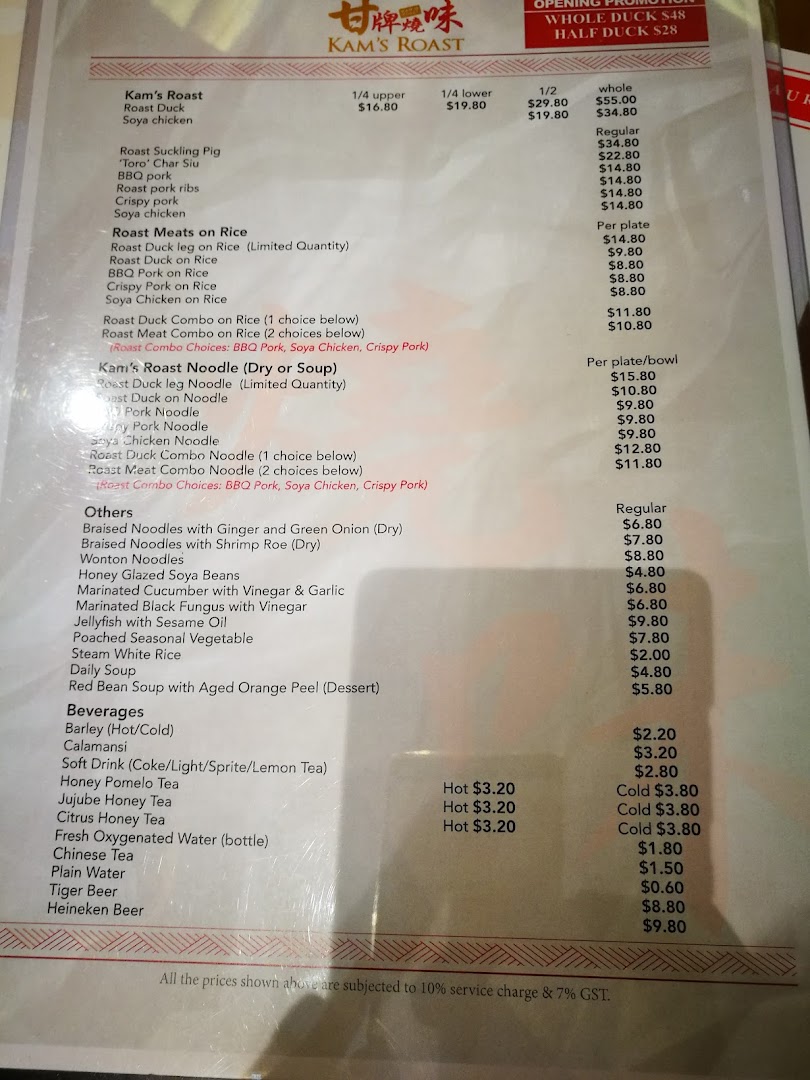 甘牌燒味
KAM'S ROAST
OPENING PROMOTION
WHOLE DUCK $48
HALF DUCK $28
Kam's Roast 1/4 upper 1/4 lower 1/2 whole
Roast Duck $16.80 $19.80 $29.80 $55.00
Soya chicken $19.80 $34.80
Regular
Roast Suckling Pig $34.80
'Toro' Char Siu $22.80
BBQ pork $14.80
Roast pork ribs $14.80
Crispy pork $14.80
Soya chicken $14.80
Roast Meats on Rice Per plate
Roast Duck leg on Rice (Limited Quantity) $14.80
Roast Duck on Rice $9.80
BBQ Pork on Rice $8.80
Crispy Pork on Rice $8.80
Soya Chicken on Rice $8.80
Roast Duck Combo on Rice (1 choice below) $11.80
Roast Meat Combo on Rice (2 choices below) $10.80
(Roast Combo Choices: BBQ Pork, Soya Chicken, Crispy Pork)
Kam's Roast Noodle (Dry or Soup) Per plate/bowl
Roast Duck leg Noodle (Limited Quantity) $15.80
Roast Duck on Noodle $10.80
Pork Noodle $9.80
Pork Noodle $9.80
Soya Chicken Noodle $9.80
Roast Duck Combo Noodle (1 choice below) $12.80
Roast Meat Combo Noodle (2 choices below) $11.80
(Roast Combo Choices: BBQ Pork, Soya Chicken, Crispy Pork)
Others Regular
Braised Noodles with Ginger and Green Onion (Dry) $6.80
Braised Noodles with Shrimp Roe (Dry) $7.80
Wonton Noodles $8.80
Honey Glazed Soya Beans $4.80
Marinated Cucumber with Vinegar & Garlic $6.80
Marinated Black Fungus with Vinegar $6.80
Jellyfish with Sesame Oil $9.80
Poached Seasonal Vegetable $7.80
Steam White Rice $2.00
Daily Soup $4.80
Red Bean Soup with Aged Orange Peel (Dessert) $5.80
Beverages
Barley (Hot/Cold) $2.20
Calamansi $3.20
Soft Drink (Coke/Light/Sprite/Lemon Tea) $2.80
Honey Pomelo Tea Hot $3.20 Cold $3.80
Jujube Honey Tea Hot $3.20 Cold $3.80
Citrus Honey Tea Hot $3.20 Cold $3.80
Fresh Oxygenated Water (bottle) $1.80
Chinese Tea $1.50
Plain Water $0.60
Tiger Beer $8.80
Heineken Beer $9.80
All the prices shown above are subjected to 10% service charge & 7% GST.